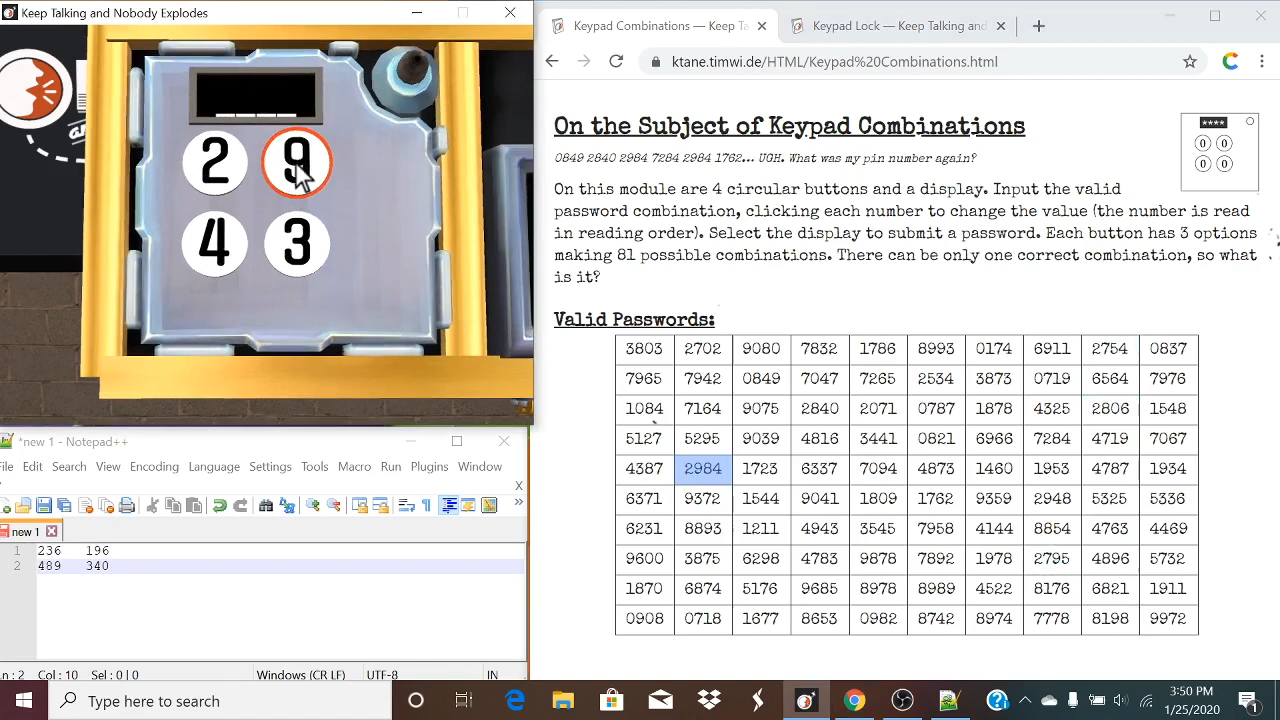 Keep Talking and Nobody Explodes
2 9
4 3
Keypad Combinations — Keep Ta
Keypad Lock — Keep Talking and
ktane.timwi.de/HTML/Keypad%20Combinations.html
On the Subject of Keypad Combinations
0849 2840 2984 7284 2984 1762... UGH. What was my pin number again?
On this module are 4 circular buttons and a display. Input the valid
password combination, clicking each number to change the value (the number is read
in reading order). Select the display to submit a password. Each button has 3 options
making 81 possible combinations. There can be only one correct combination, so what
is it?
****
0 0
0 0
Valid Passwords:
3803 2702 9080 7832 1786 8993 0174 6911 2754 0837
7965 7942 0849 7047 7265 2534 3873 0719 6564 7976
1084 7164 9075 2840 2071 0787 1878 4325 2806 1548
5127 5295 9039 4816 3441 0821 6966 7284 4719 7067
4387 2984 1723 6337 7094 4873 1460 1953 4787 1934
6371 9372 1544 9041 1809 1762 9359 2948 5325 5336
6231 8893 1211 4943 3545 7958 4144 8854 4763 4469
9600 3875 6298 4783 9878 7892 1978 2795 4896 5732
1870 6874 5176 9685 8978 8989 4522 8176 6821 1911
0908 0718 1677 8653 0982 8742 8974 7778 8198 9972
*new 1 - Notepad++
File Edit Search View Encoding Language Settings Tools Macro Run Plugins Window
X
new 1
1 236 196
2 489 340
Ln : 2 Col : 10 Sel : 0 | 0 Windows (CR LF) UTF-8 IN
Type here to search
3:50 PM
1/25/2020